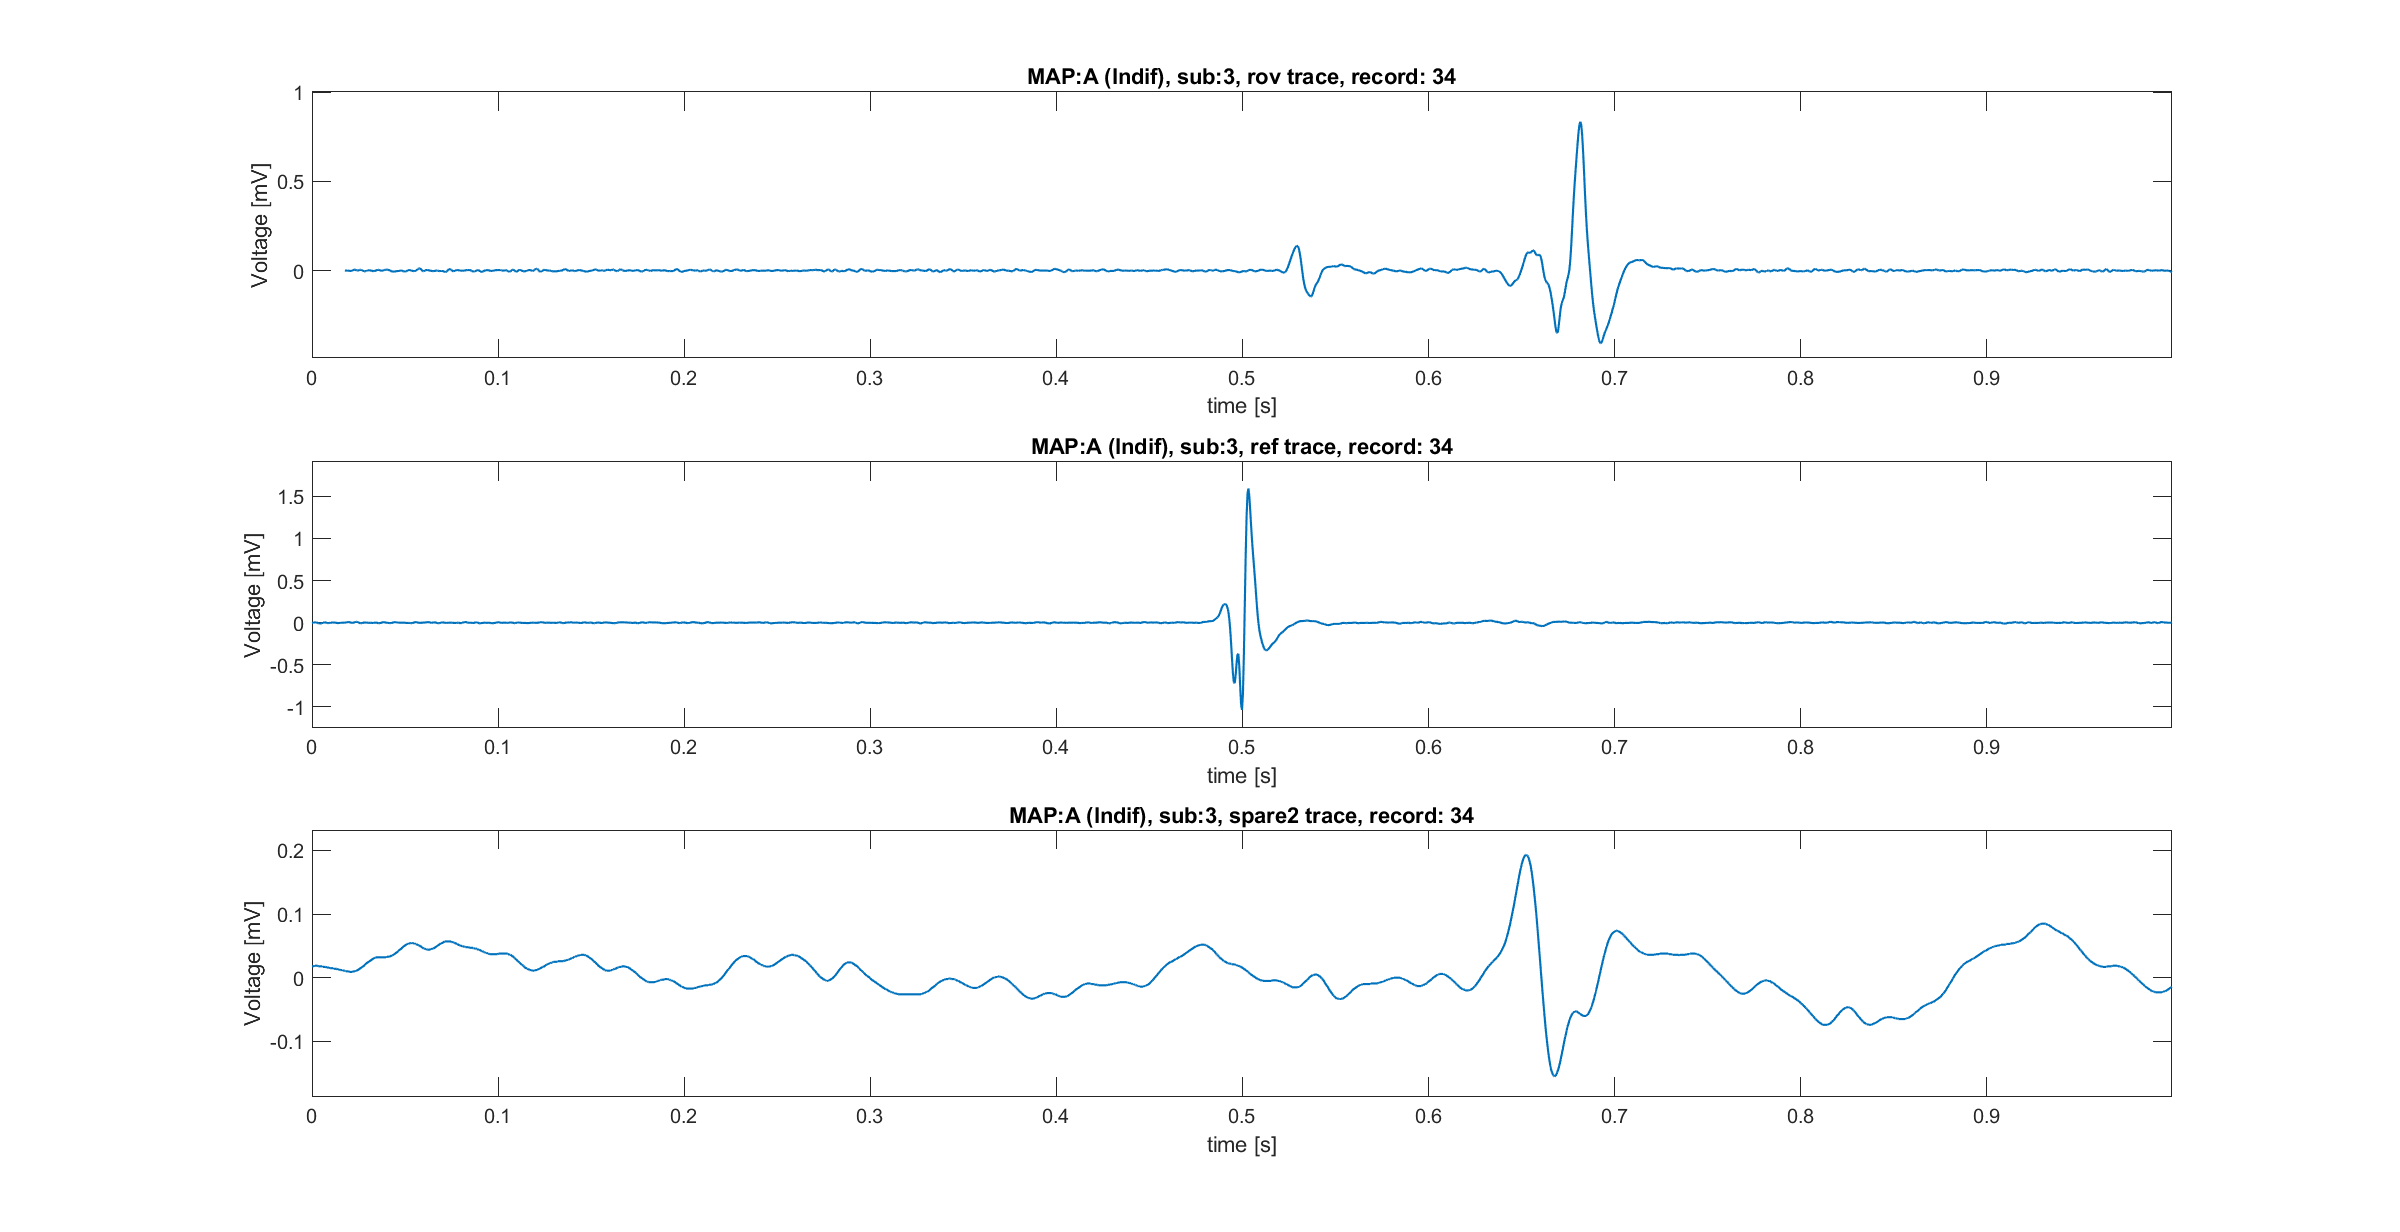 MAP:A (Indif), sub:3, rov trace, record: 34
1
0.5
0
Voltage [mV]
0 0.1 0.2 0.3 0.4 0.5 0.6 0.7 0.8 0.9
time [s]
MAP:A (Indif), sub:3, ref trace, record: 34
1.5
1
0.5
0
-0.5
-1
Voltage [mV]
0 0.1 0.2 0.3 0.4 0.5 0.6 0.7 0.8 0.9
time [s]
MAP:A (Indif), sub:3, spare2 trace, record: 34
0.2
0.1
0
-0.1
Voltage [mV]
0 0.1 0.2 0.3 0.4 0.5 0.6 0.7 0.8 0.9
time [s]